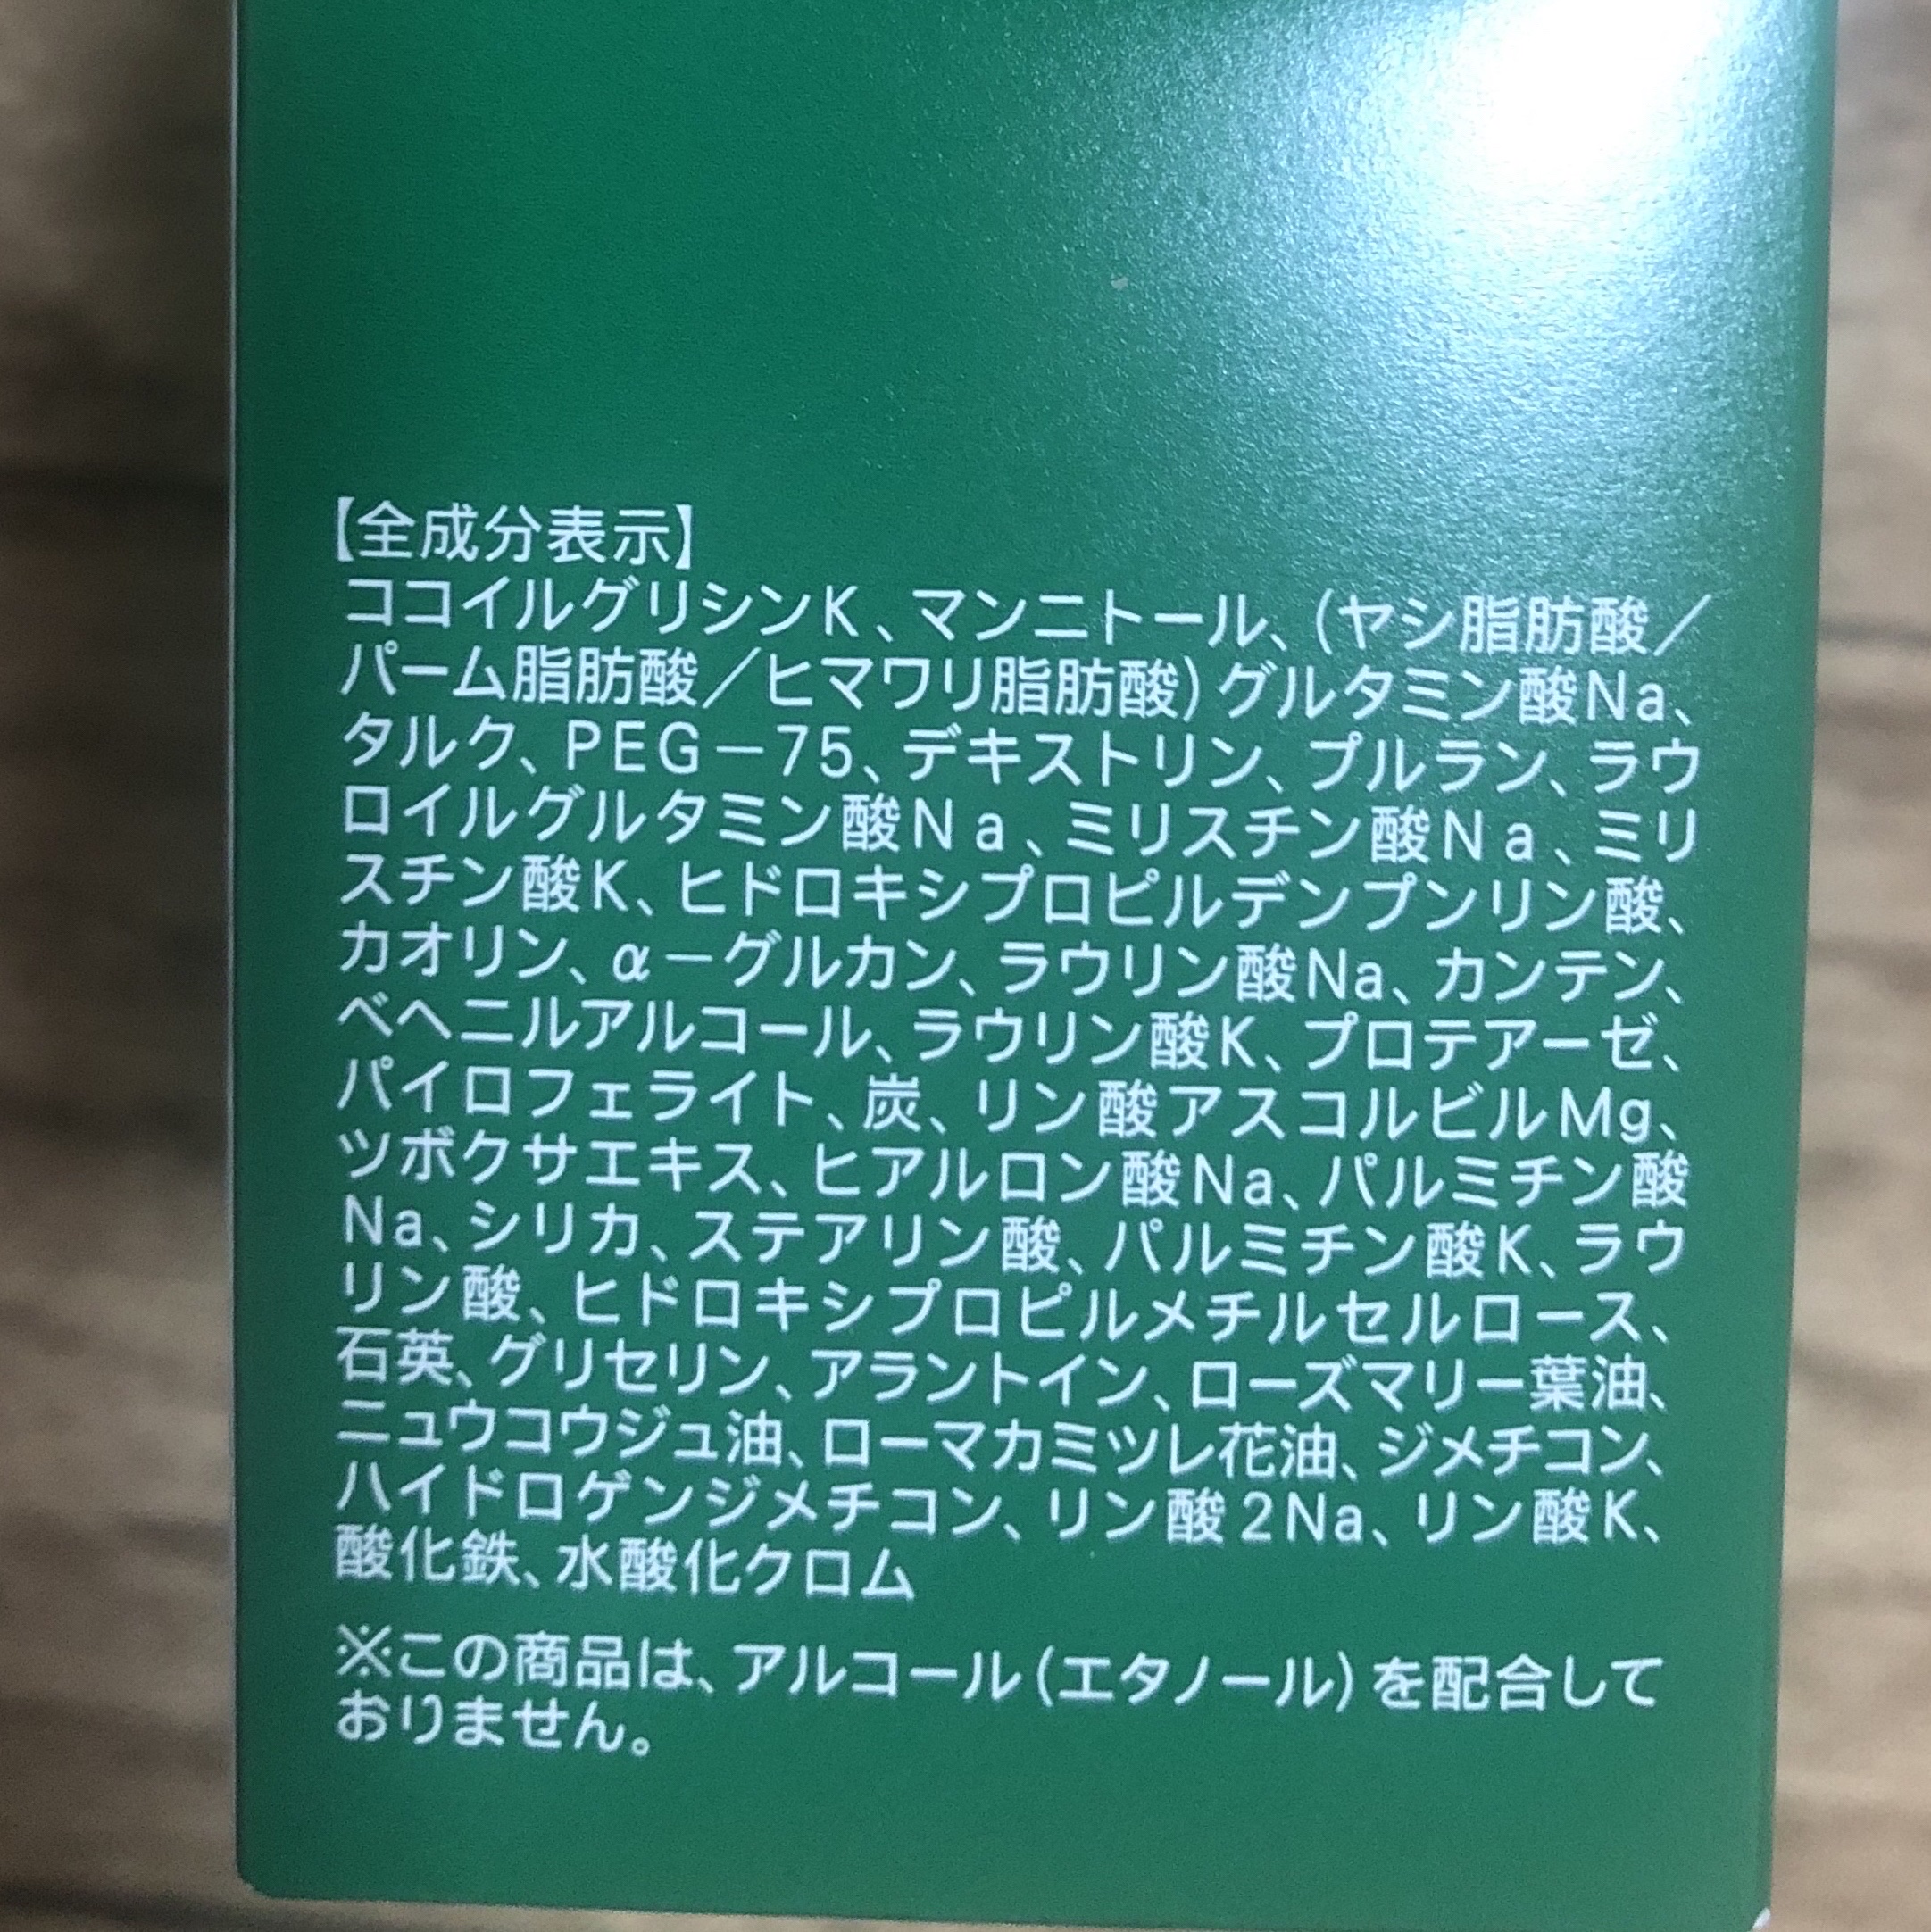 【全成分表示】
ココイルグリシンK、マンニトール、(ヤシ脂肪酸／
パーム脂肪酸／ヒマワリ脂肪酸)グルタミン酸Na、
タルク、PEG－75、デキストリン、プルラン、ラウ
ロイルグルタミン酸Na、ミリスチン酸Na、ミリ
スチン酸K、ヒドロキシプロピルデンプンリン酸、
カオリン、α－グルカン、ラウリン酸Na、カンテン、
ベヘニルアルコール、ラウリン酸K、プロテアーゼ、
パイロフェライト、炭、リン酸アスコルビルMg、
ツボクサエキス、ヒアルロン酸Na、パルミチン酸
Na、シリカ、ステアリン酸、パルミチン酸K、ラウ
リン酸、ヒドロキシプロピルメチルセルロース、
石英、グリセリン、アラントイン、ローズマリー葉油、
ニュウコウジュ油、ローマカミツレ花油、ジメチコン、
ハイドロゲンジメチコン、リン酸2Na、リン酸K、
酸化鉄、水酸化クロム
※この商品は、アルコール(エタノール)を配合して
おりません。